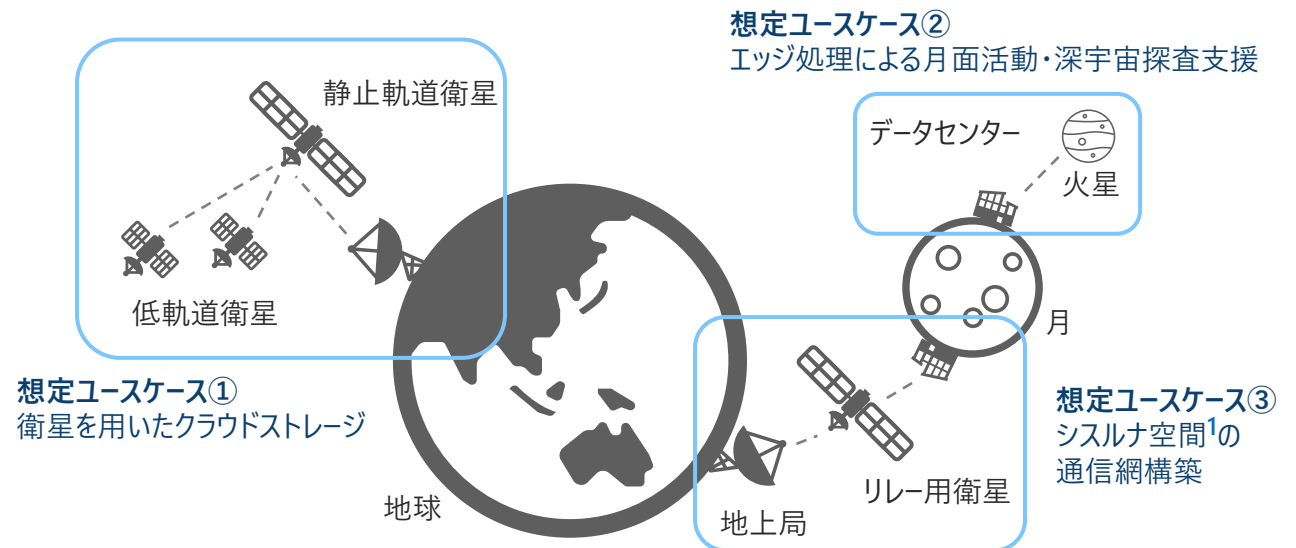 想定ユースケース②
エッジ処理による月面活動・深宇宙探査支援
静止軌道衛星
データセンター
火星
低軌道衛星
月
想定ユースケース①
衛星を用いたクラウドストレージ
想定ユースケース③
シスルナ空間1の
通信網構築
リレー用衛星
地球
地上局